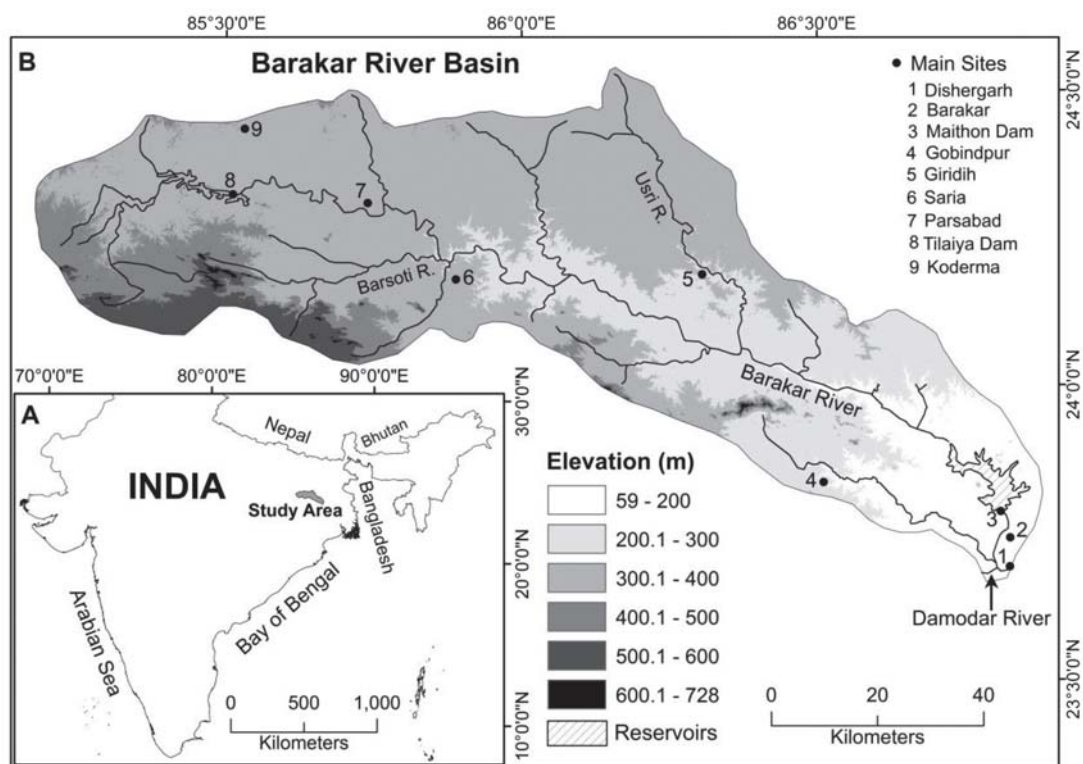 85°30'0"E
86°0'0"E
86°30'0"E
B
Barakar River Basin
Main Sites
1 Dishergarh
2 Barakar
3 Maithon Dam
4 Gobindpur
5 Giridih
6 Saria
7 Parsabad
8 Tilaiya Dam
9 Koderma
24°30'0"N
24°0'0"N
23°30'0"N
9
8
7
Usri R.
Barsoti R.
6
5
Barakar River
4
3
2
1
Damodar River
70°0'0"E
80°0'0"E
90°0'0"E
A
30°0'0"N
20°0'0"N
10°0'0"N
Nepal
Bhutan
INDIA
Study Area
Bangladesh
Arabian Sea
Bay of Bengal
0 500 1,000
Kilometers
Elevation (m)
59 - 200
200.1 - 300
300.1 - 400
400.1 - 500
500.1 - 600
600.1 - 728
Reservoirs
0 20 40
Kilometers